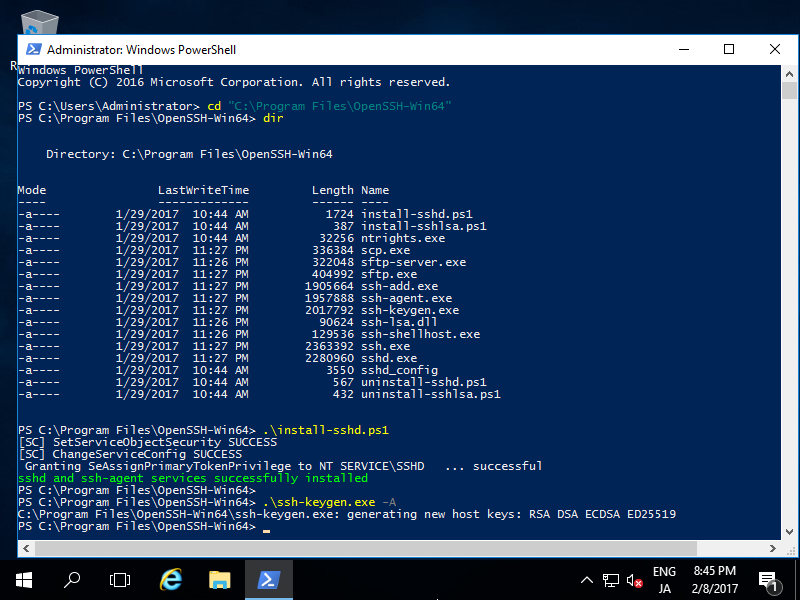 Administrator: Windows PowerShell
R
Windows PowerShell
Copyright (C) 2016 Microsoft Corporation. All rights reserved.
PS C:\Users\Administrator> cd "C:\Program Files\OpenSSH-Win64"
PS C:\Program Files\OpenSSH-Win64> dir
Directory: C:\Program Files\OpenSSH-Win64
Mode LastWriteTime Length Name
---- ------------- ------ ----
-a---- 1/29/2017 10:44 AM 1724 install-sshd.ps1
-a---- 1/29/2017 10:44 AM 387 install-sshlsa.ps1
-a---- 1/29/2017 10:44 AM 32256 ntrights.exe
-a---- 1/29/2017 11:27 PM 336384 scp.exe
-a---- 1/29/2017 11:26 PM 322048 sftp-server.exe
-a---- 1/29/2017 11:26 PM 404992 sftp.exe
-a---- 1/29/2017 11:27 PM 1905664 ssh-add.exe
-a---- 1/29/2017 11:27 PM 1957888 ssh-agent.exe
-a---- 1/29/2017 11:27 PM 2017792 ssh-keygen.exe
-a---- 1/29/2017 11:26 PM 90624 ssh-lsa.dll
-a---- 1/29/2017 11:26 PM 129536 ssh-shellhost.exe
-a---- 1/29/2017 11:27 PM 2363392 ssh.exe
-a---- 1/29/2017 11:27 PM 2280960 sshd.exe
-a---- 1/29/2017 10:44 AM 3550 sshd_config
-a---- 1/29/2017 10:44 AM 567 uninstall-sshd.ps1
-a---- 1/29/2017 10:44 AM 432 uninstall-sshlsa.ps1
PS C:\Program Files\OpenSSH-Win64> .\install-sshd.ps1
[SC] SetServiceObjectSecurity SUCCESS
[SC] ChangeServiceConfig SUCCESS
Granting SeAssignPrimaryTokenPrivilege to NT SERVICE\SSHD ... successful
sshd and ssh-agent services successfully installed
PS C:\Program Files\OpenSSH-Win64>
PS C:\Program Files\OpenSSH-Win64> .\ssh-keygen.exe -A
C:\Program Files\OpenSSH-Win64\ssh-keygen.exe: generating new host keys: RSA DSA ECDSA ED25519
PS C:\Program Files\OpenSSH-Win64> _
ENG
JA
8:45 PM
2/8/2017
1